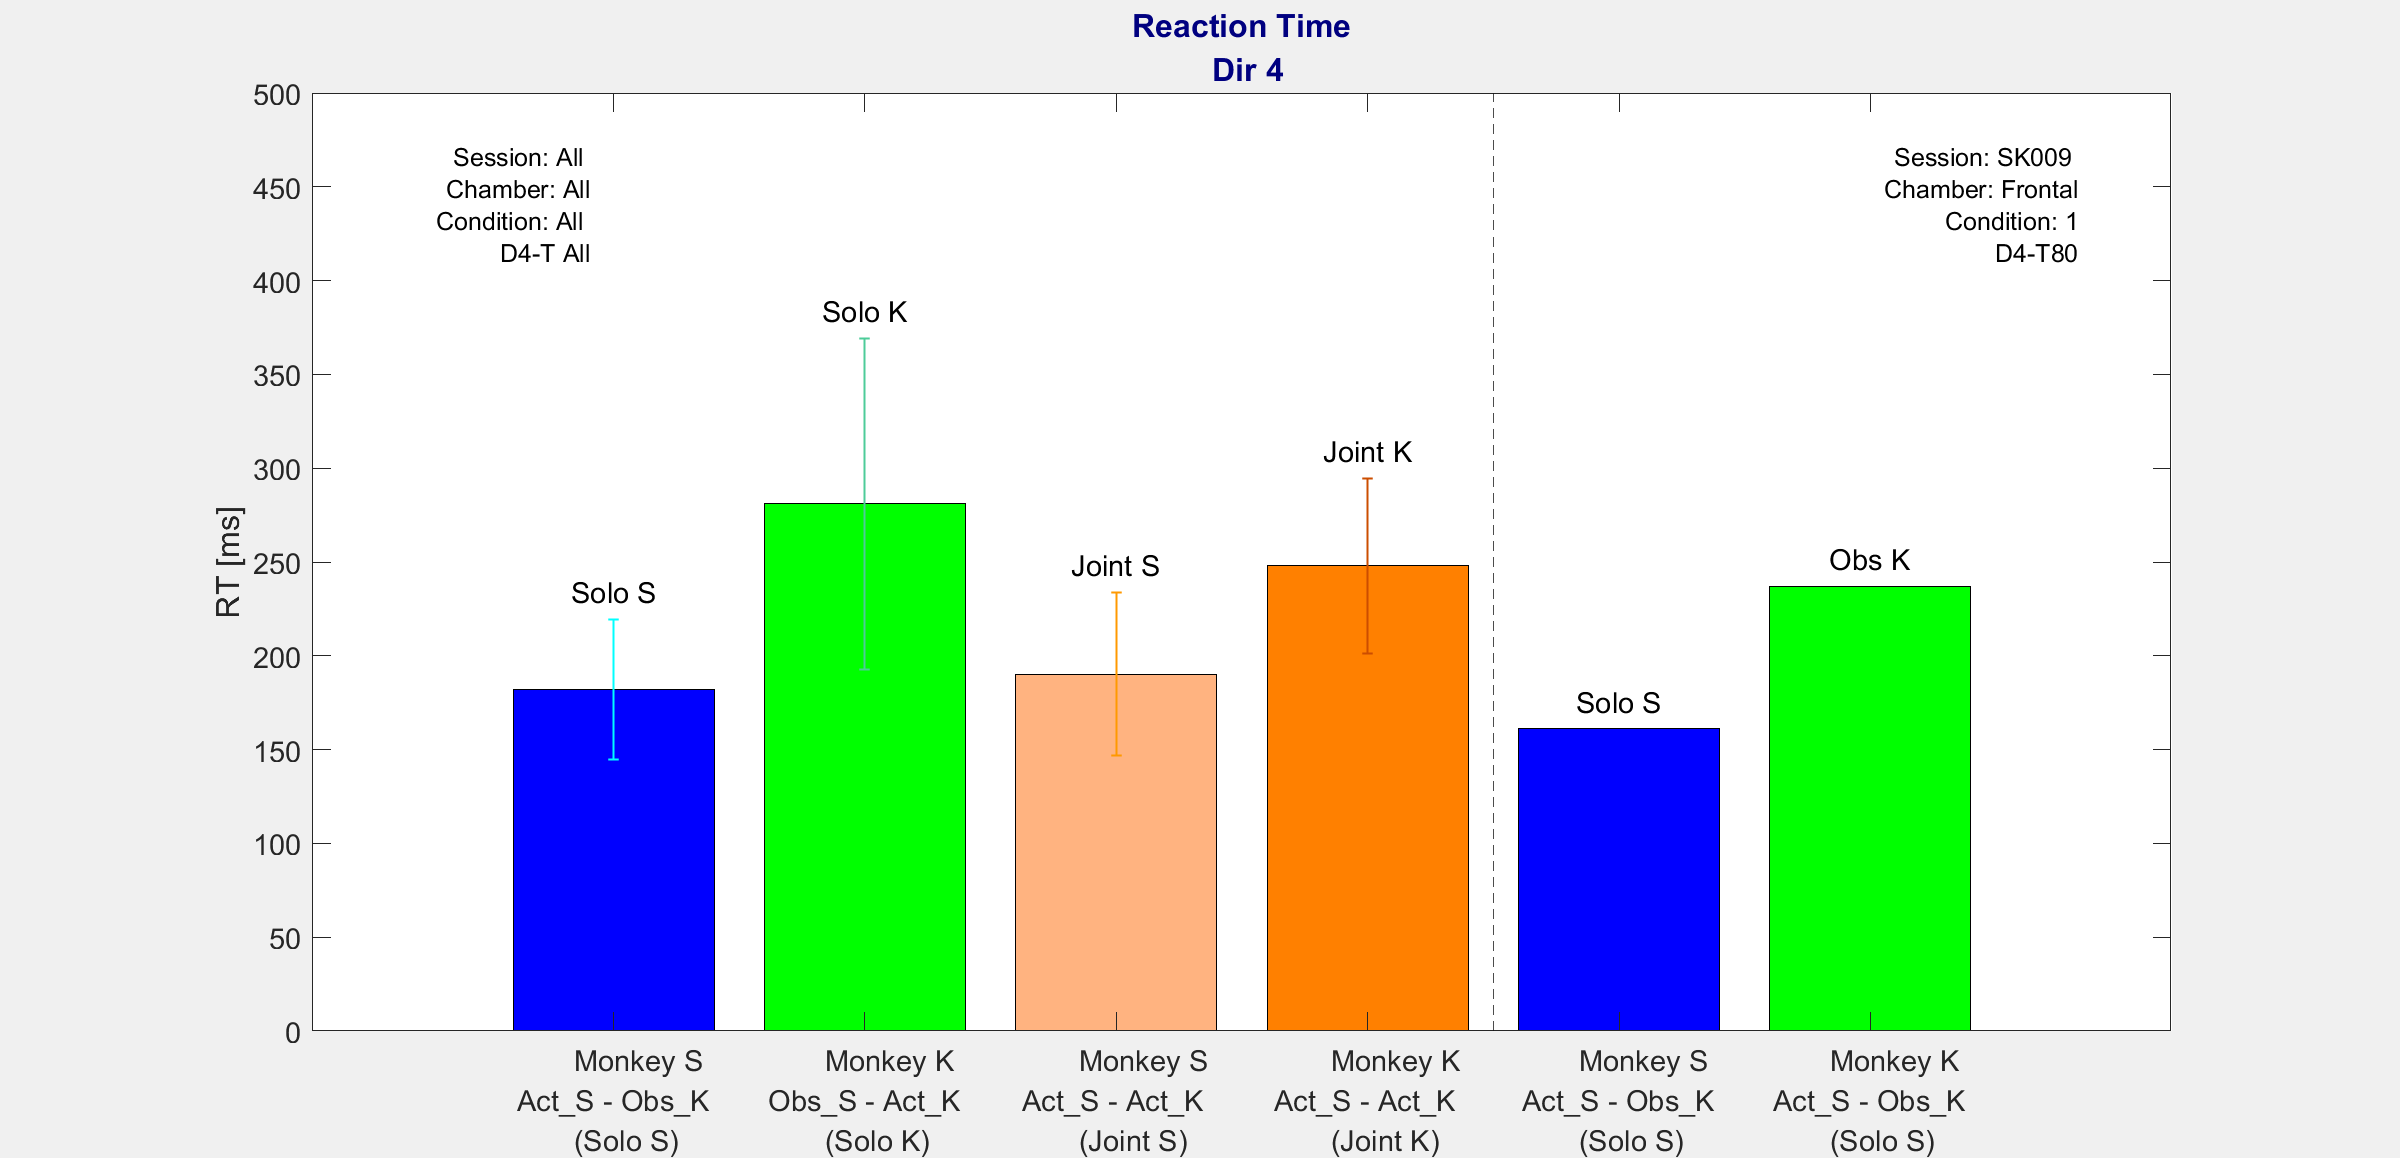 Reaction Time
Dir 4
500
450
400
350
300
250
200
150
100
50
0
RT [ms]
Session: All
Chamber: All
Condition: All
D4-T All
Session: SK009
Chamber: Frontal
Condition: 1
D4-T80
Solo S
Solo K
Joint S
Joint K
Solo S
Obs K
Monkey S
Act_S - Obs_K
(Solo S)
Monkey K
Obs_S - Act_K
(Solo K)
Monkey S
Act_S - Act_K
(Joint S)
Monkey K
Act_S - Act_K
(Joint K)
Monkey S
Act_S - Obs_K
(Solo S)
Monkey K
Act_S - Obs_K
(Solo S)